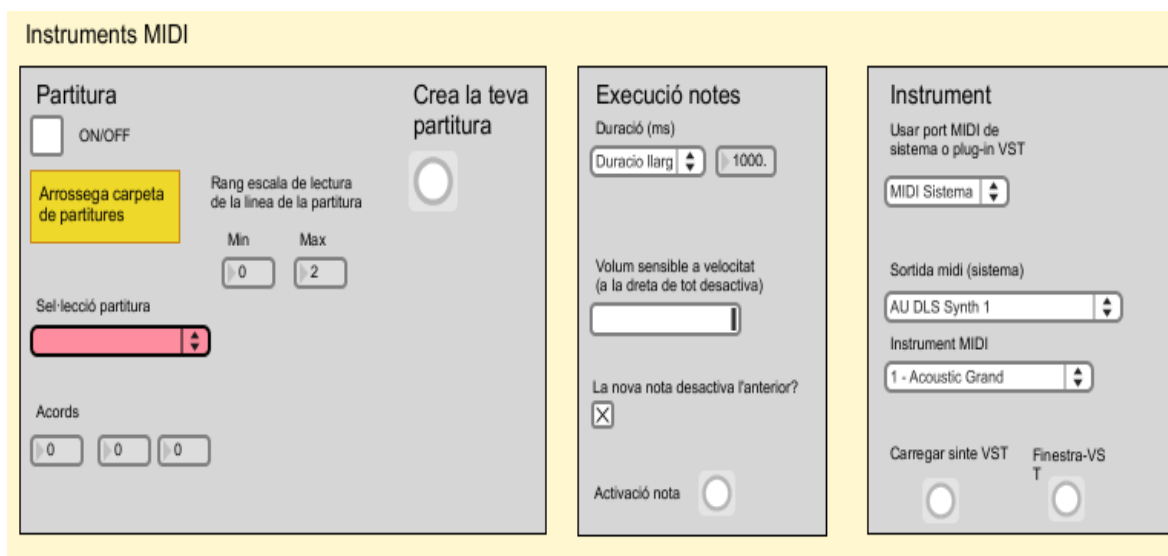 Instruments MIDI
Partitura
ON/OFF
Arrossega carpeta
de partitures
Rang escala de lectura
de la linea de la partitura
Min
Max
0
2
Sel·lecció partitura
Acords
0
0
0
Crea la teva
partitura
Execució notes
Duració (ms)
Duracio llarg
1000.
Volum sensible a velocitat
(a la dreta de tot desactiva)
La nova nota desactiva l'anterior?
X
Activació nota
Instrument
Usar port MIDI de
sistema o plug-in VST
MIDI Sistema
Sortida midi (sistema)
AU DLS Synth 1
Instrument MIDI
1 - Acoustic Grand
Carregar sinte VST
Finestra-VS
T